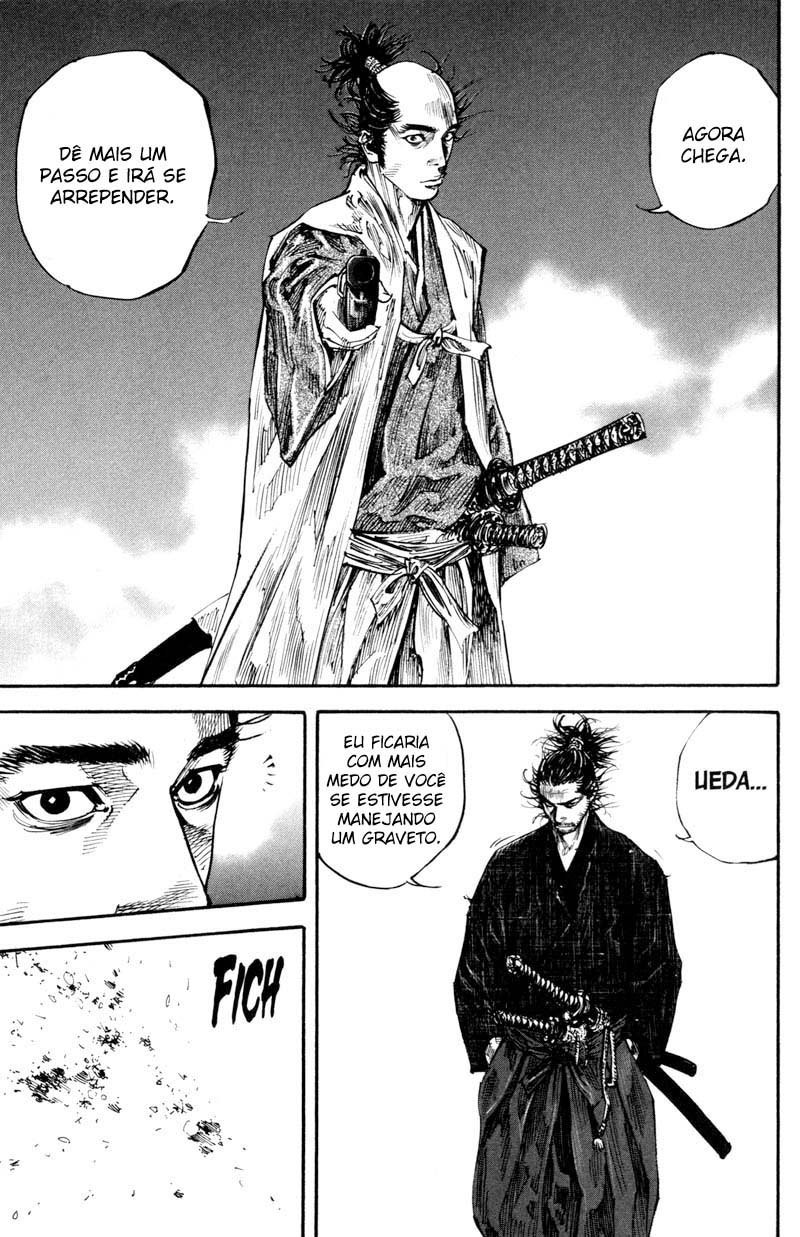 AGORA
CHEGA.
DÊ MAIS UM
PASSO E IRÁ SE
ARREPENDER.
UEDA...
EU FICARIA
COM MAIS
MEDO DE VOCÊ
SE ESTIVESSE
MANEJANDO
UM GRAVETO.
FICH